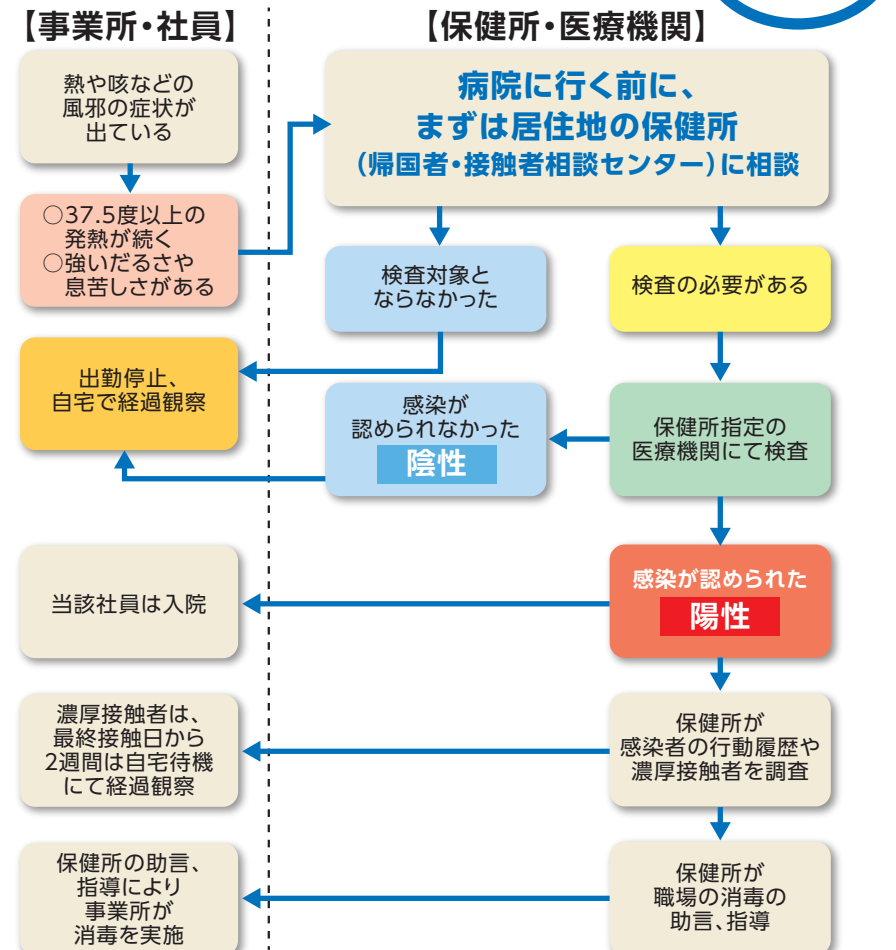 【事業所・社員】
【保健所・医療機関】
熱や咳などの
風邪の症状が
出ている
病院に行く前に、
まずは居住地の保健所
(帰国者・接触者相談センター)に相談
○37.5度以上の
発熱が続く
○強いだるさや
息苦しさがある
検査対象と
ならなかった
検査の必要がある
出勤停止、
自宅で経過観察
感染が
認められなかった
陰性
保健所指定の
医療機関にて検査
当該社員は入院
感染が認められた
陽性
濃厚接触者は、
最終接触日から
2週間は自宅待機
にて経過観察
保健所が
感染者の行動履歴や
濃厚接触者を調査
保健所の助言、
指導により
事業所が
消毒を実施
保健所が
職場の消毒の
助言、指導